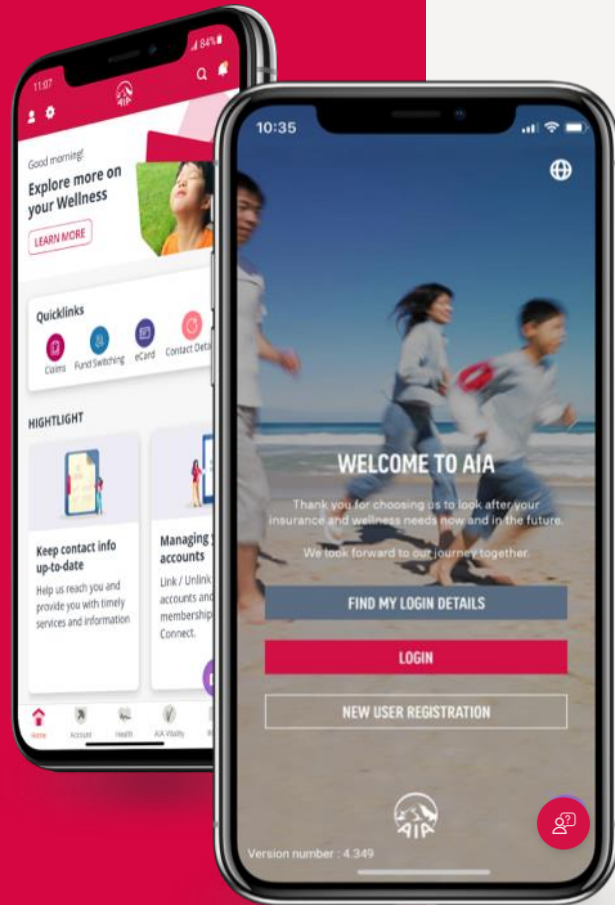 11:07
84%
AIA
Good morning!
Explore more on
your Wellness
LEARN MORE
Quicklinks
Claims
Fund Switching
eCard
Contact Deta
HIGHTLIGHT
Keep contact info
up-to-date
Help us reach you and
provide you with timely
services and information
Managing
accounts
Link / Unlink
accounts and
membership
Connect.
Home
Account
Health
AIA Vitality
10:35
WELCOME TO AIA
Thank you for choosing us to look after your
insurance and wellness needs now and in the future.
We look forward to our journey together.
FIND MY LOGIN DETAILS
LOGIN
NEW USER REGISTRATION
AIA
Version number : 4.349